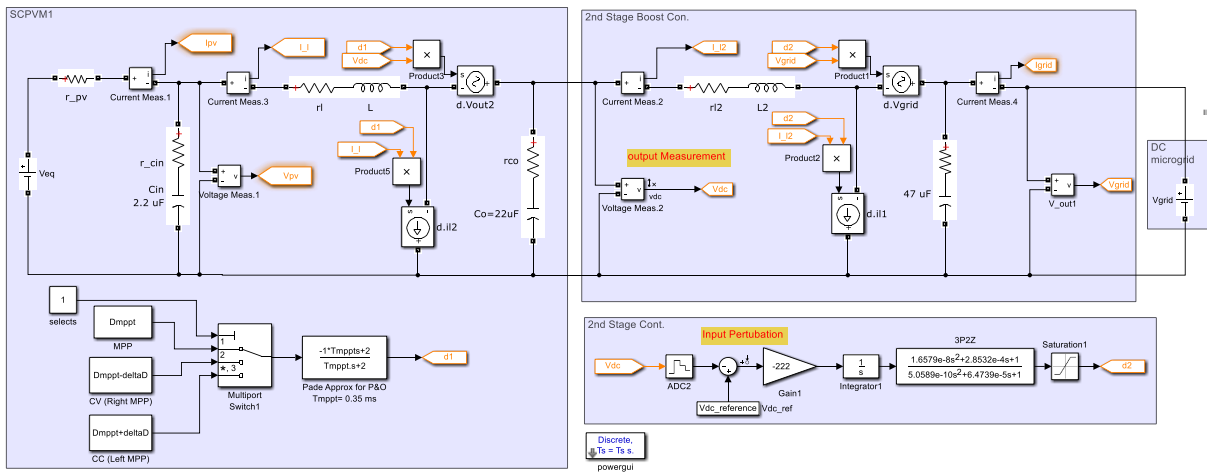 SCPVM1
2nd Stage Boost Con.
Ipv
I_l
d1
Vdc
×
Product3
s
I_l2
d2
Vgrid
×
Product1
s
Igrid
r_pv
+
-
i
Current Meas.1
+
-
i
Current Meas.3
rl
L
d.Vout2
+
-
i
Current Meas.2
rl2
L2
d.Vgrid
+
-
i
Current Meas.4
Veq
r_cin
Cin
2.2 uF
+
-
v
Voltage Meas.1
Vpv
d1
I_l
×
Product5
s
d.il2
rco
Co=22uF
output Measurement
+
-
v
Voltage Meas.2
vdc
Vdc
d2
I_l2
×
Product2
s
d.il1
47 uF
+
-
v
V_out1
Vgrid
DC
microgrid
Vgrid
1
selects
Dmppt
MPP
Dmppt-deltaD
CV (Right MPP)
Dmppt+deltaD
CC (Left MPP)
1
2
*, 3
Multiport
Switch1
-1*Tmppts+2
Tmppt.s+2
Pade Approx for P&O
Tmppt= 0.35 ms
d1
2nd Stage Cont.
Input Pertubation
Vdc
ADC2
Vdc_reference
Vdc_ref
-222
Gain1
1
s
Integrator1
3P2Z
1.6579e-8s²+2.8532e-4s+1
5.0589e-10s²+6.4739e-5s+1
Saturation1
d2
Discrete,
Ts = Ts s.
powergui